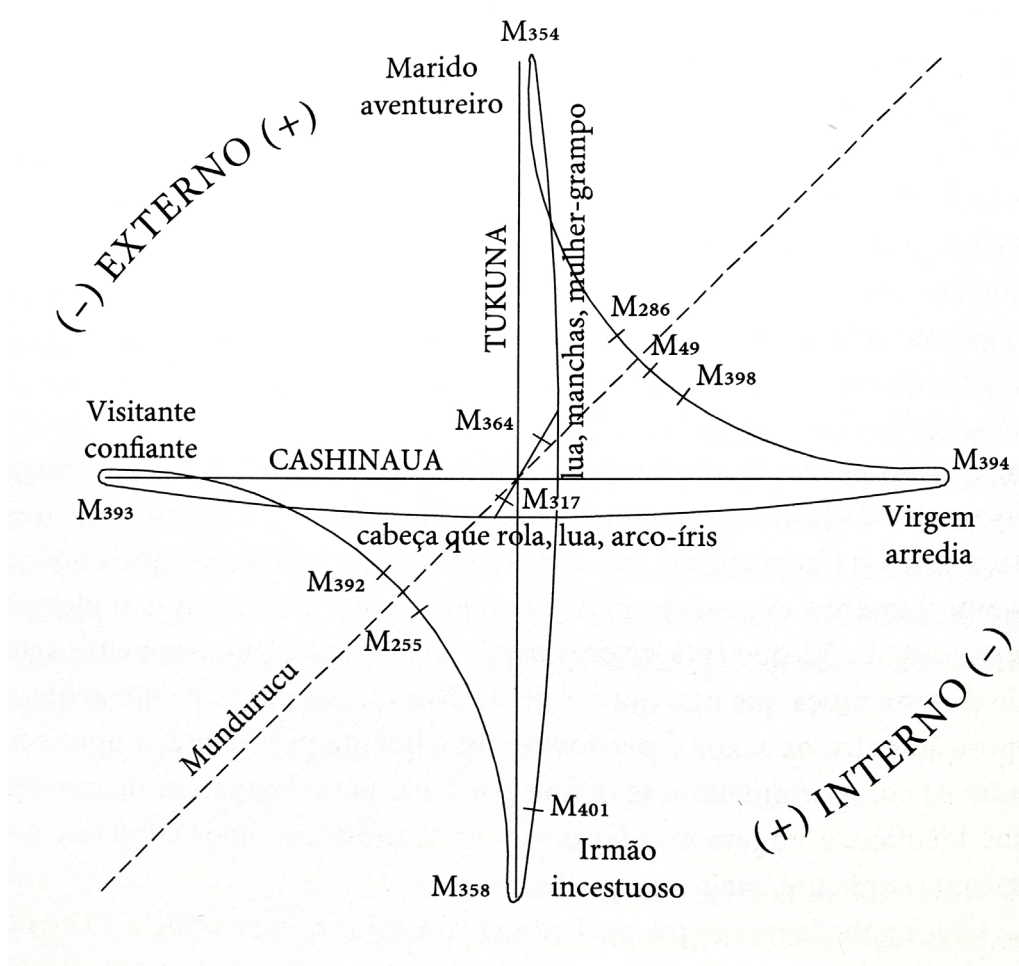 M354
Marido
aventureiro
(-) EXTERNO (+)
TUKUNA
lua, manchas, mulher-grampo
M286
M49
M398
M364
Visitante
confiante
CASHINAUA
M394
M393
M317
Virgem
arredia
cabeça que rola, lua, arco-íris
M392
M255
Mundurucu
(+) INTERNO (-)
M401
Irmão
incestuoso
M358